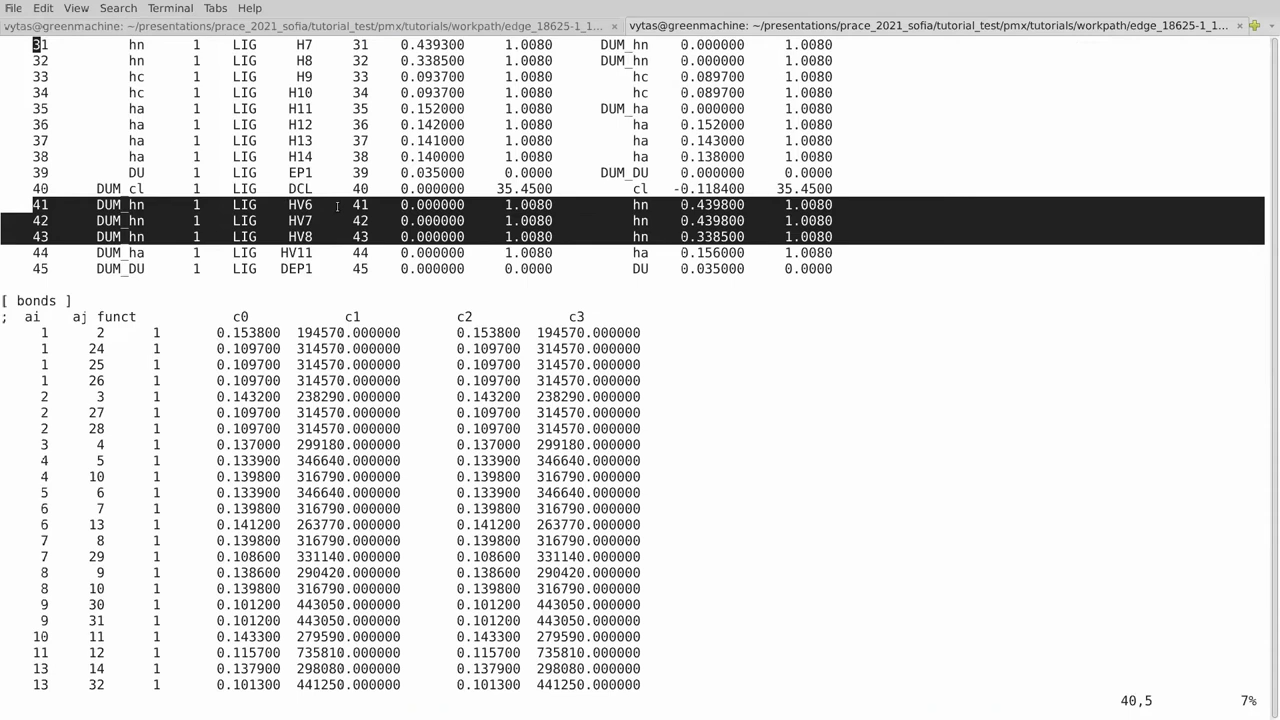 File Edit View Search Terminal Tabs Help
vytas@greenmachine: ~/presentations/prace_2021_sofia/tutorial_test/pmx/tutorials/workpath/edge_18625-1_1... × vytas@greenmachine: ~/presentations/prace_2021_sofia/tutorial_test/pmx/tutorials/workpath/edge_18625-1_1... ×
31 hn 1 LIG H7 31 0.439300 1.0080 DUM_hn 0.000000 1.0080
32 hn 1 LIG H8 32 0.338500 1.0080 DUM_hn 0.000000 1.0080
33 hc 1 LIG H9 33 0.093700 1.0080 hc 0.089700 1.0080
34 hc 1 LIG H10 34 0.093700 1.0080 hc 0.089700 1.0080
35 ha 1 LIG H11 35 0.152000 1.0080 DUM_ha 0.000000 1.0080
36 ha 1 LIG H12 36 0.142000 1.0080 ha 0.152000 1.0080
37 ha 1 LIG H13 37 0.141000 1.0080 ha 0.143000 1.0080
38 ha 1 LIG H14 38 0.140000 1.0080 ha 0.138000 1.0080
39 DU 1 LIG EP1 39 0.035000 0.0000 DUM_DU 0.000000 0.0000
40 DUM_cl 1 LIG DCL 40 0.000000 35.4500 cl -0.118400 35.4500
41 DUM_hn 1 LIG HV6 41 0.000000 1.0080 hn 0.439800 1.0080
42 DUM_hn 1 LIG HV7 42 0.000000 1.0080 hn 0.439800 1.0080
43 DUM_hn 1 LIG HV8 43 0.000000 1.0080 hn 0.338500 1.0080
44 DUM_ha 1 LIG HV11 44 0.000000 1.0080 ha 0.156000 1.0080
45 DUM_DU 1 LIG DEP1 45 0.000000 0.0000 DU 0.035000 0.0000
[ bonds ]
; ai aj funct c0 c1 c2 c3
1 2 1 0.153800 194570.000000 0.153800 194570.000000
1 24 1 0.109700 314570.000000 0.109700 314570.000000
1 25 1 0.109700 314570.000000 0.109700 314570.000000
1 26 1 0.109700 314570.000000 0.109700 314570.000000
2 3 1 0.143200 238290.000000 0.143200 238290.000000
2 27 1 0.109700 314570.000000 0.109700 314570.000000
2 28 1 0.109700 314570.000000 0.109700 314570.000000
3 4 1 0.137000 299180.000000 0.137000 299180.000000
4 5 1 0.133900 346640.000000 0.133900 346640.000000
4 10 1 0.139800 316790.000000 0.139800 316790.000000
5 6 1 0.133900 346640.000000 0.133900 346640.000000
6 7 1 0.139800 316790.000000 0.139800 316790.000000
6 13 1 0.141200 263770.000000 0.141200 263770.000000
7 8 1 0.139800 316790.000000 0.139800 316790.000000
7 29 1 0.108600 331140.000000 0.108600 331140.000000
8 9 1 0.138600 290420.000000 0.138600 290420.000000
8 10 1 0.139800 316790.000000 0.139800 316790.000000
9 30 1 0.101200 443050.000000 0.101200 443050.000000
9 31 1 0.101200 443050.000000 0.101200 443050.000000
10 11 1 0.143300 279590.000000 0.143300 279590.000000
11 12 1 0.115700 735810.000000 0.115700 735810.000000
13 14 1 0.137900 298080.000000 0.137900 298080.000000
13 32 1 0.101300 441250.000000 0.101300 441250.000000
40,5 7%